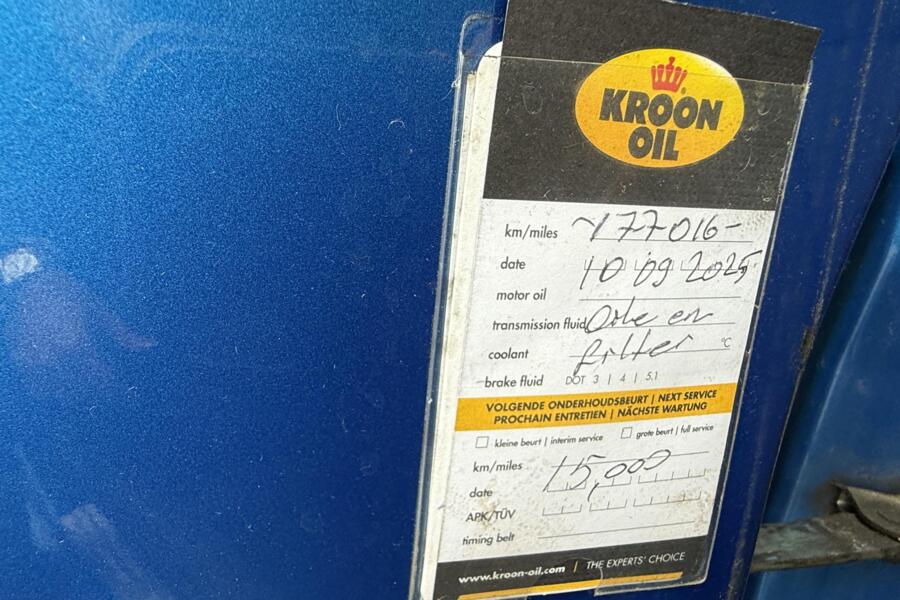 KROON
OIL
km/miles 177016-
date 10 09 2025
motor oil
transmission fluid Olie en
coolant filter °C
brake fluid DOT 3 | 4 | 5.1
VOLGENDE ONDERHOUDSBEURT | NEXT SERVICE
PROCHAIN ENTRETIEN | NÄCHSTE WARTUNG
kleine beurt | interim service grote beurt | full service
km/miles 15,000
date
APK/TÜV
timing belt
www.kroon-oil.com | THE EXPERTS' CHOICE